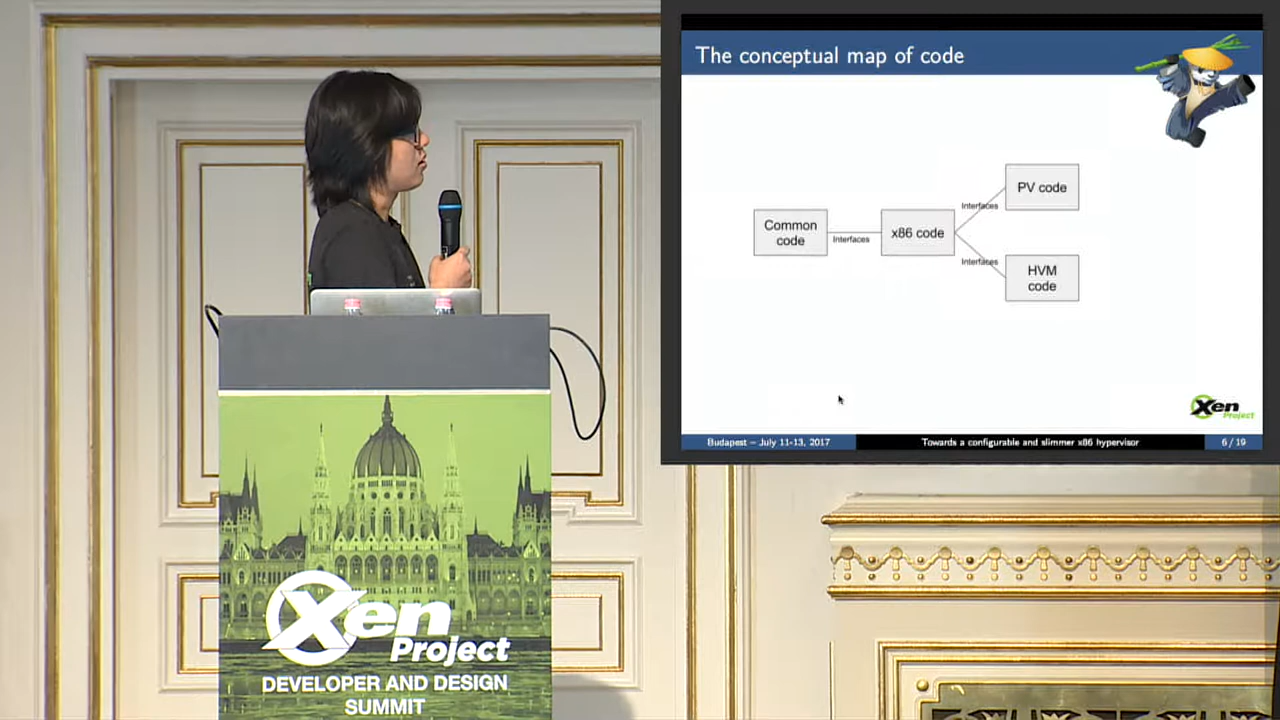 The conceptual map of code
PV code
Interfaces
Common
code
Interfaces
x86 code
Interfaces
HVM
code
Xen
Project
Budapest – July 11-13, 2017
Towards a configurable and slimmer x86 hypervisor
6 / 19
Xen
Project
DEVELOPER AND DESIGN
SUMMIT